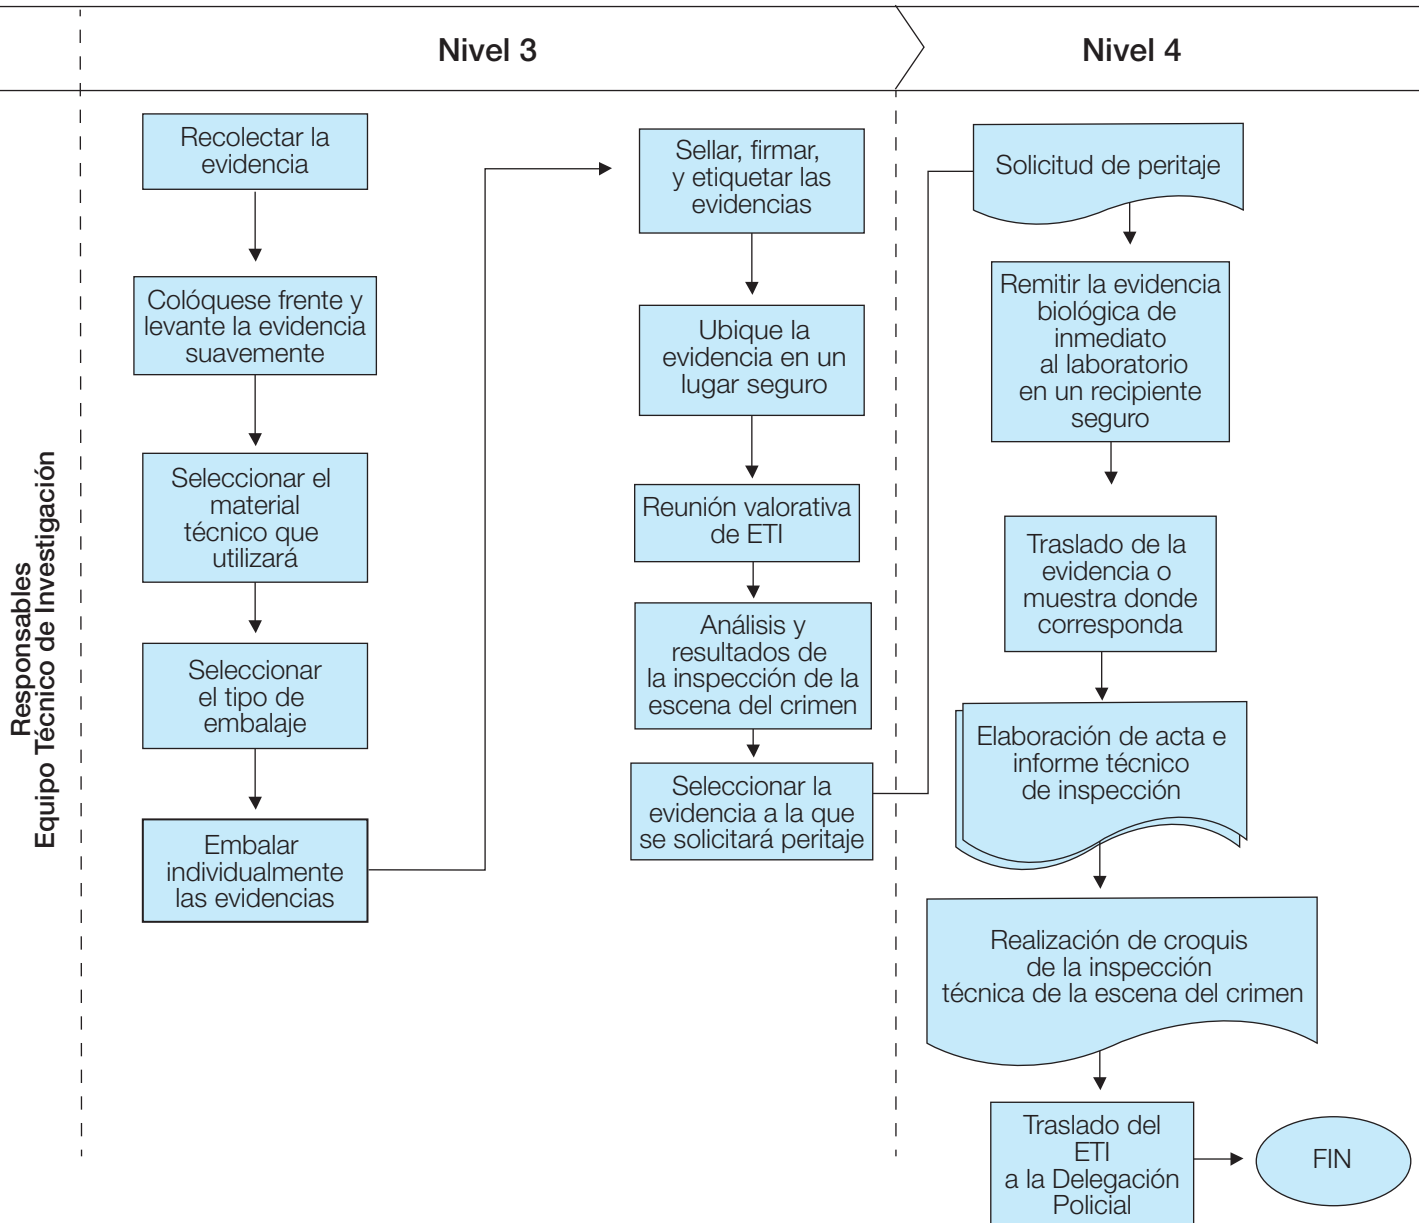 Nivel 3
Nivel 4
Responsables
Equipo Técnico de Investigación
Recolectar la
evidencia
Colóquese frente y
levante la evidencia
suavemente
Seleccionar el
material
técnico que
utilizará
Seleccionar
el tipo de
embalaje
Embalar
individualmente
las evidencias
Sellar, firmar,
y etiquetar las
evidencias
Ubique la
evidencia en un
lugar seguro
Reunión valorativa
de ETI
Análisis y
resultados de
la inspección de la
escena del crimen
Seleccionar la
evidencia a la que
se solicitará peritaje
Solicitud de peritaje
Remitir la evidencia
biológica de
inmediato
al laboratorio
en un recipiente
seguro
Traslado de la
evidencia o
muestra donde
corresponda
Elaboración de acta e
informe técnico
de inspección
Realización de croquis
de la inspección
técnica de la escena del crimen
Traslado del
ETI
a la Delegación
Policial
FIN